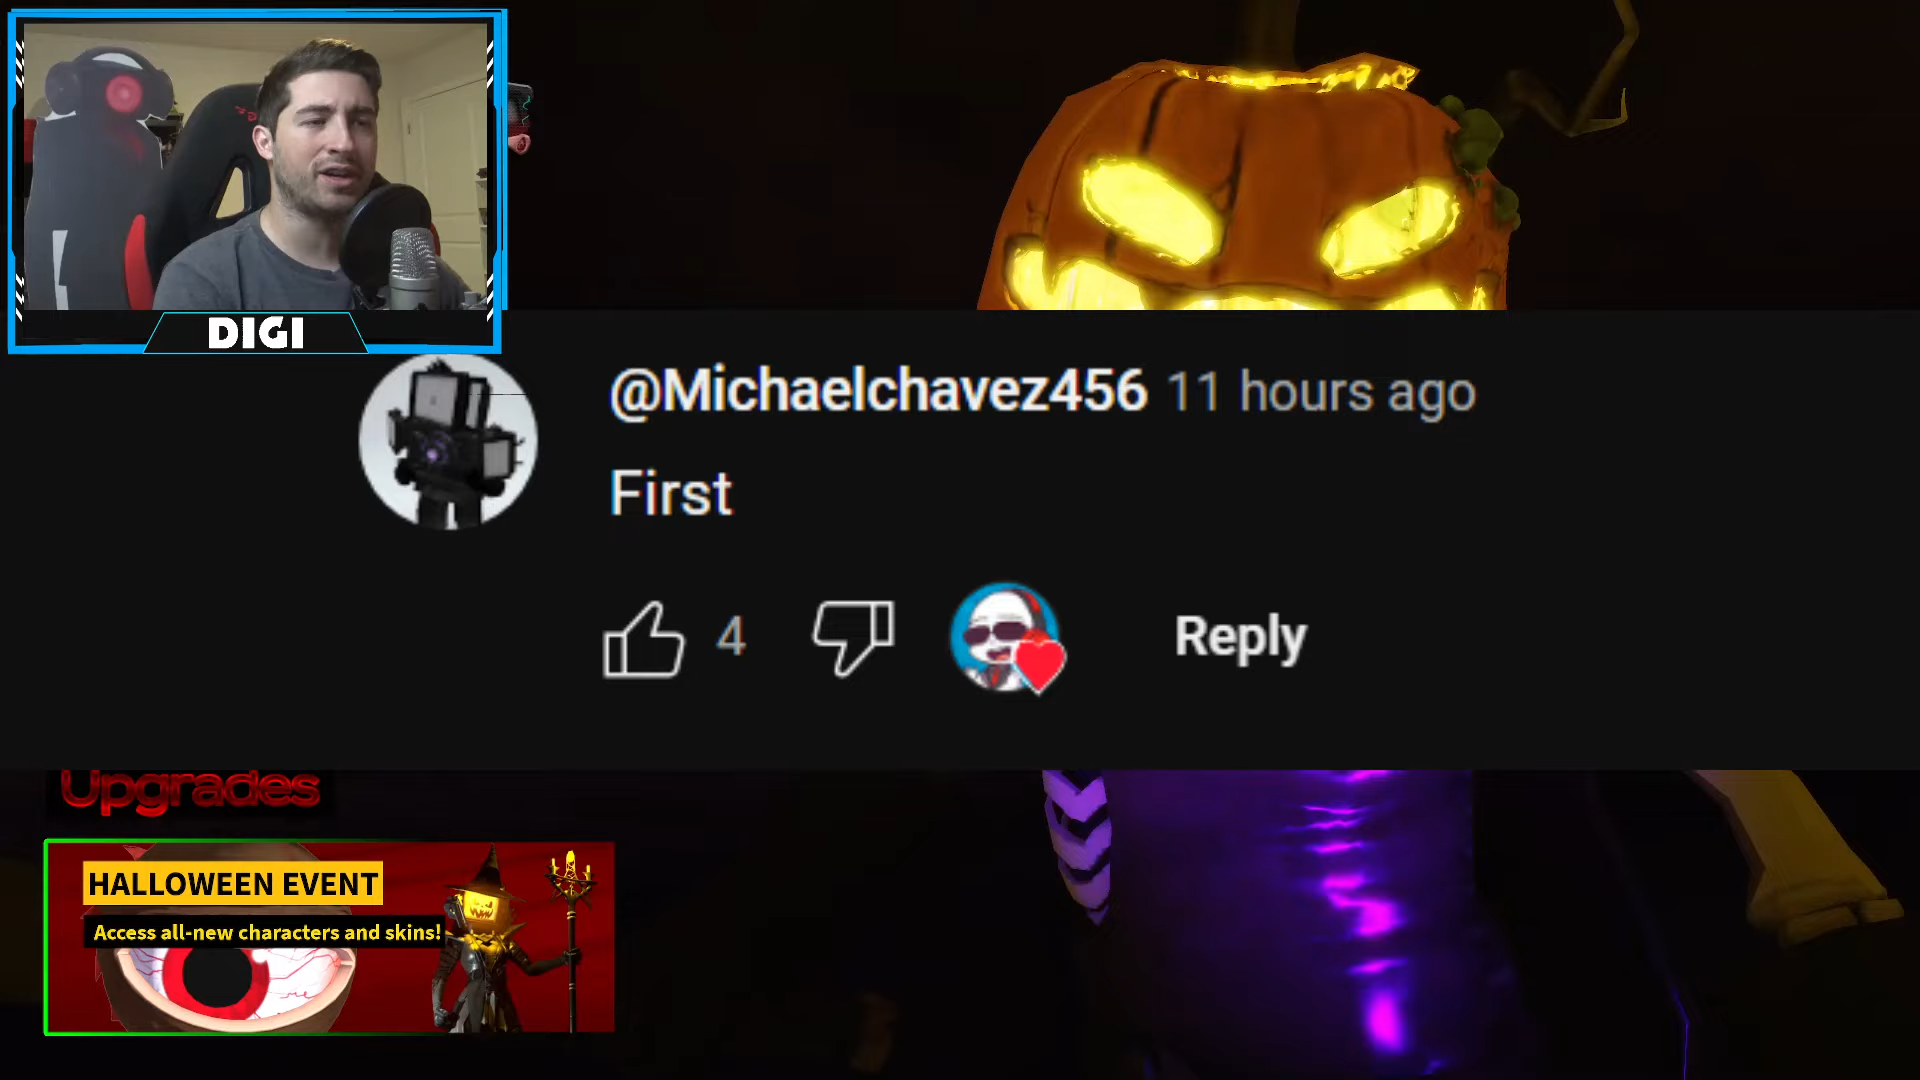 DIGI
@Michaelchavez456 11 hours ago
First
4
Reply
Upgrades
HALLOWEEN EVENT
Access all-new characters and skins!